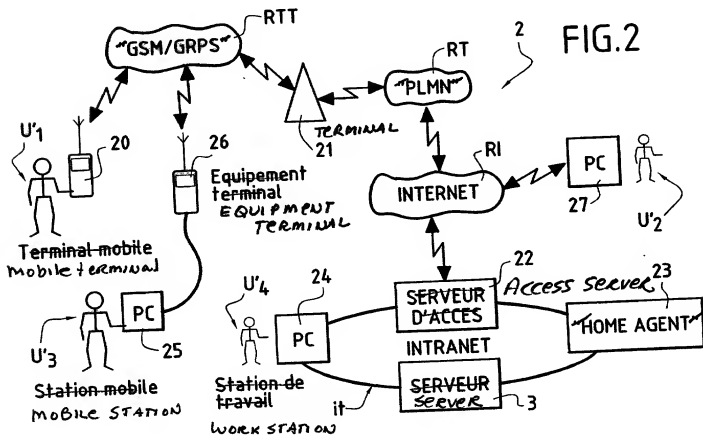 RTT
"GSM/GRPS"
RT
2
FIG.2
"PLMN"
U'1
20
26
21
TERMINAL
RI
Equipement
terminal
EQUIPMENT
TERMINAL
INTERNET
PC
27
U'2
Terminal mobile
MOBILE TERMINAL
22
24
U'4
SERVEUR
D'ACCES
Access Server
23
PC
25
U'3
PC
"HOME AGENT"
INTRANET
Station mobile
MOBILE STATION
Station de
travail
WORK STATION
it
SERVEUR
SERVER
3